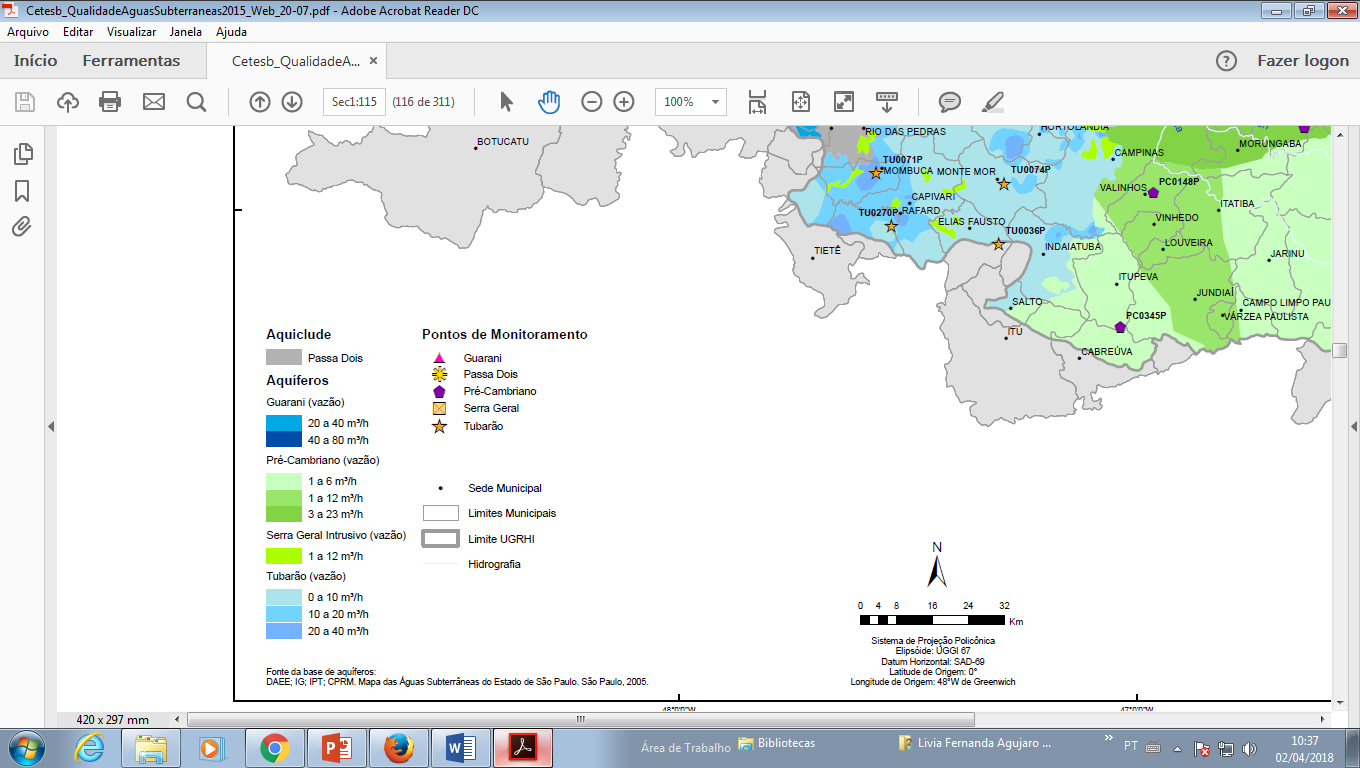 Cetesb_QualidadeAguasSubterraneas2015_Web_20-07.pdf - Adobe Acrobat Reader DC
Arquivo Editar Visualizar Janela Ajuda
Início Ferramentas Cetesb_QualidadeA... × Fazer logon
Sec1:115 (116 de 311) 100%
BOTUCATU
RIO DAS PEDRAS
HORTOLÂNDIA
CAMPINAS
MORUNGABA
TU0071P
MOMBUCA
MONTE MOR
TU0074P
VALINHOS
PC0148P
CAPIVARI
ITATIBA
TU0270P
RAFARD
ELIAS FAUSTO
VINHEDO
TU0036P
TIETÊ
INDAIATUBA
LOUVEIRA
JARINU
ITUPEVA
JUNDIAÍ
SALTO
CAMPO LIMPO PAU
PC0345P
VÁRZEA PAULISTA
ITU
CABREÚVA
Aquiclude
Passa Dois
Aquíferos
Guarani (vazão)
20 a 40 m³/h
40 a 80 m³/h
Pré-Cambriano (vazão)
1 a 6 m³/h
1 a 12 m³/h
3 a 23 m³/h
Serra Geral Intrusivo (vazão)
1 a 12 m³/h
Tubarão (vazão)
0 a 10 m³/h
10 a 20 m³/h
20 a 40 m³/h
Pontos de Monitoramento
Guarani
Passa Dois
Pré-Cambriano
Serra Geral
Tubarão
Sede Municipal
Limites Municipais
Limite UGRHI
Hidrografia
N
0 4 8 16 24 32
Km
Sistema de Projeção Policônica
Elipsóide: UGGI 67
Datum Horizontal: SAD-69
Latitude de Origem: 0°
Longitude de Origem: 48°W de Greenwich
Fonte da base de aquíferos:
DAEE; IG; IPT; CPRM. Mapa das Águas Subterrâneas do Estado de São Paulo. São Paulo, 2005.
48°0'0"W 47°0'0"W
420 x 297 mm
Área de Trabalho Bibliotecas Livia Fernanda Agujaro ... » PT 10:37
02/04/2018